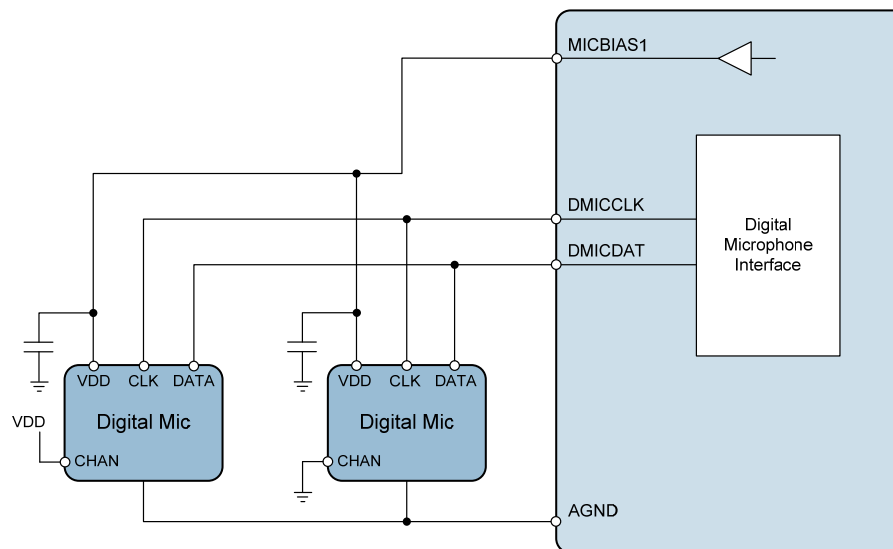 MICBIAS1
DMICCLK
DMICDAT
Digital
Microphone
Interface
VDD CLK DATA
Digital Mic
VDD
CHAN
VDD CLK DATA
Digital Mic
CHAN
AGND